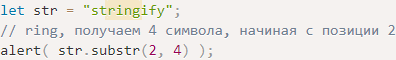 let str = "stringify";
// ring, получаем 4 символа, начиная с позиции 2
alert( str.substr(2, 4) );